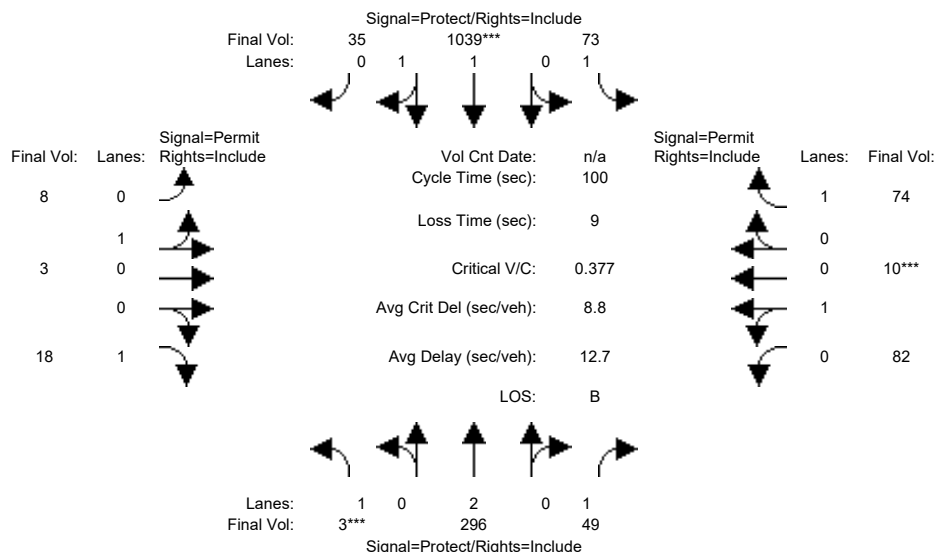 Signal=Protect/Rights=Include
Final Vol: 35 1039*** 73
Lanes: 0 1 1 0 1
Signal=Permit Signal=Permit
Final Vol: Lanes: Rights=Include Vol Cnt Date: n/a Rights=Include Lanes: Final Vol:
Cycle Time (sec): 100
8 0 1 74
Loss Time (sec): 9
1 0
3 0 Critical V/C: 0.377 0 10***
0 Avg Crit Del (sec/veh): 8.8 1
18 1 Avg Delay (sec/veh): 12.7 0 82
LOS: B
Lanes: 1 0 2 0 1
Final Vol: 3*** 296 49
Signal=Protect/Rights=Include